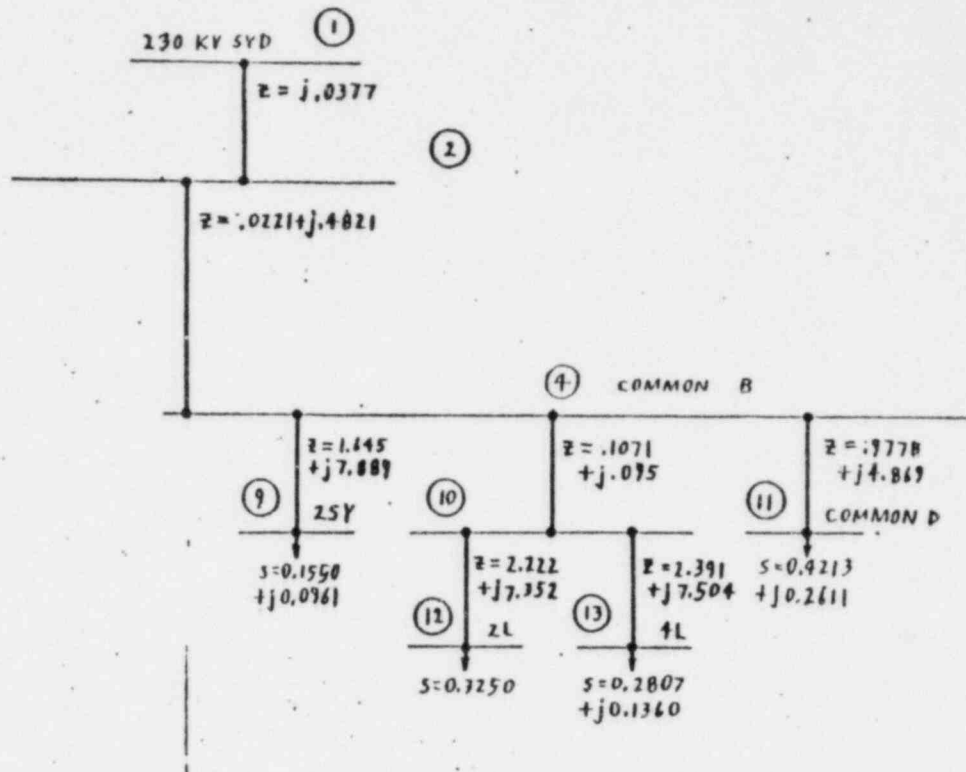 230 KV SYD
1
Z = j.0377
2
Z = .0221+j.4821
4 COMMON B
Z = 1.645
+j7.889
Z = .1071
+j.095
Z = .9778
+j4.869
9
25Y
10
11
COMMON D
S=0.1550
+j0.0961
Z=2.222
+j7.352
Z=2.391
+j7.504
S=0.4213
+j0.2611
12
2L
13
4L
S=0.3250
S=0.2807
+j0.1360